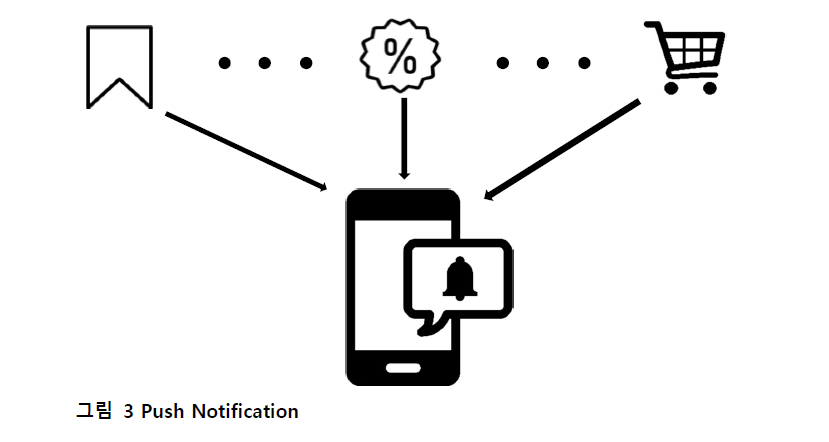 %
그림 3 Push Notification